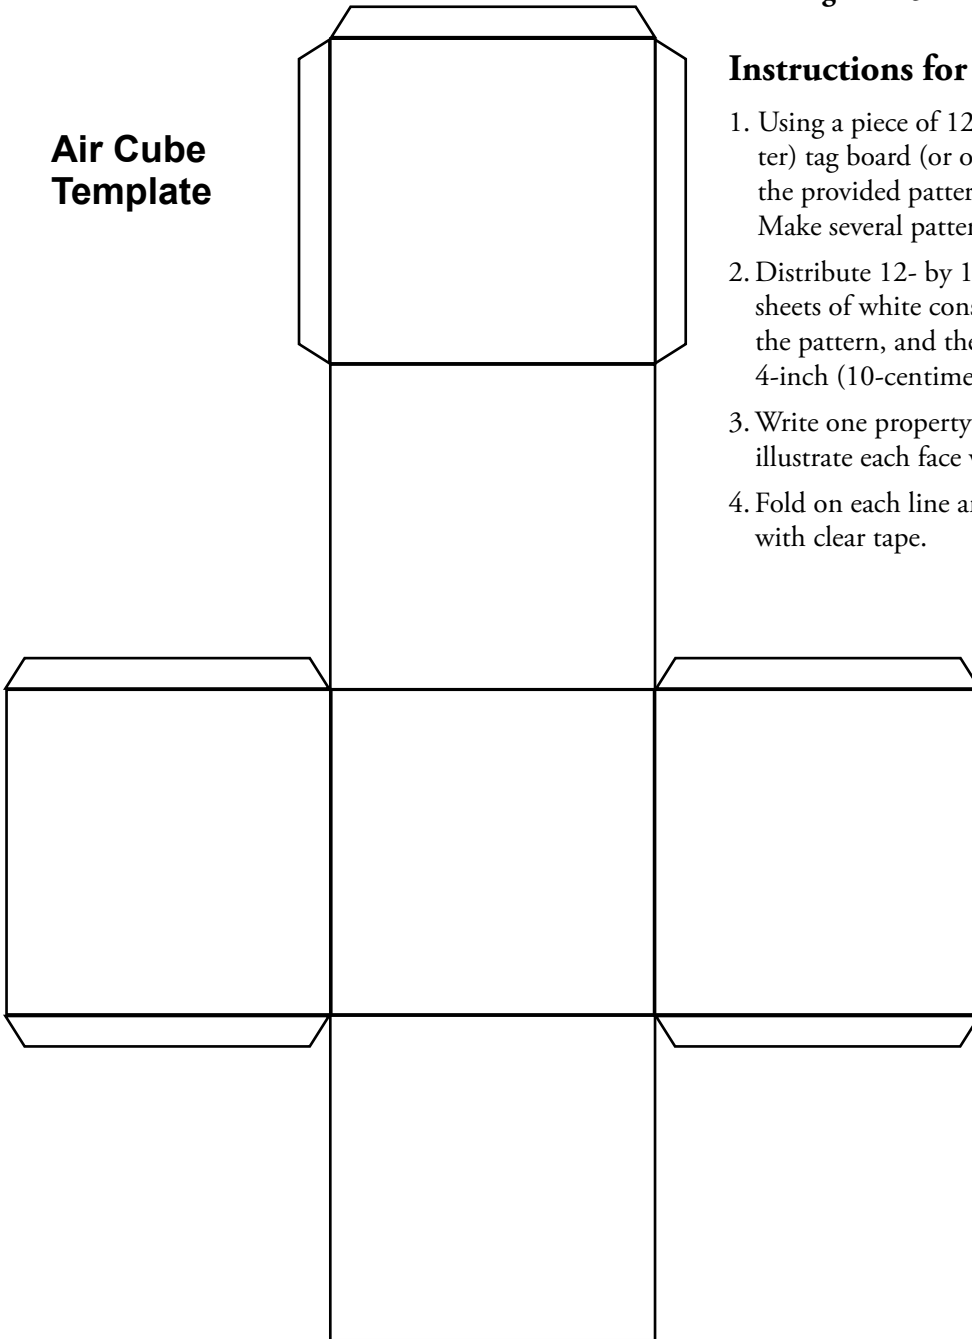 Air Cube
Template
Instructions for
1. Using a piece of 12
ter) tag board (or o
the provided patter
Make several patter
2. Distribute 12- by 1
sheets of white cons
the pattern, and the
4-inch (10-centime
3. Write one property
illustrate each face
4. Fold on each line a
with clear tape.